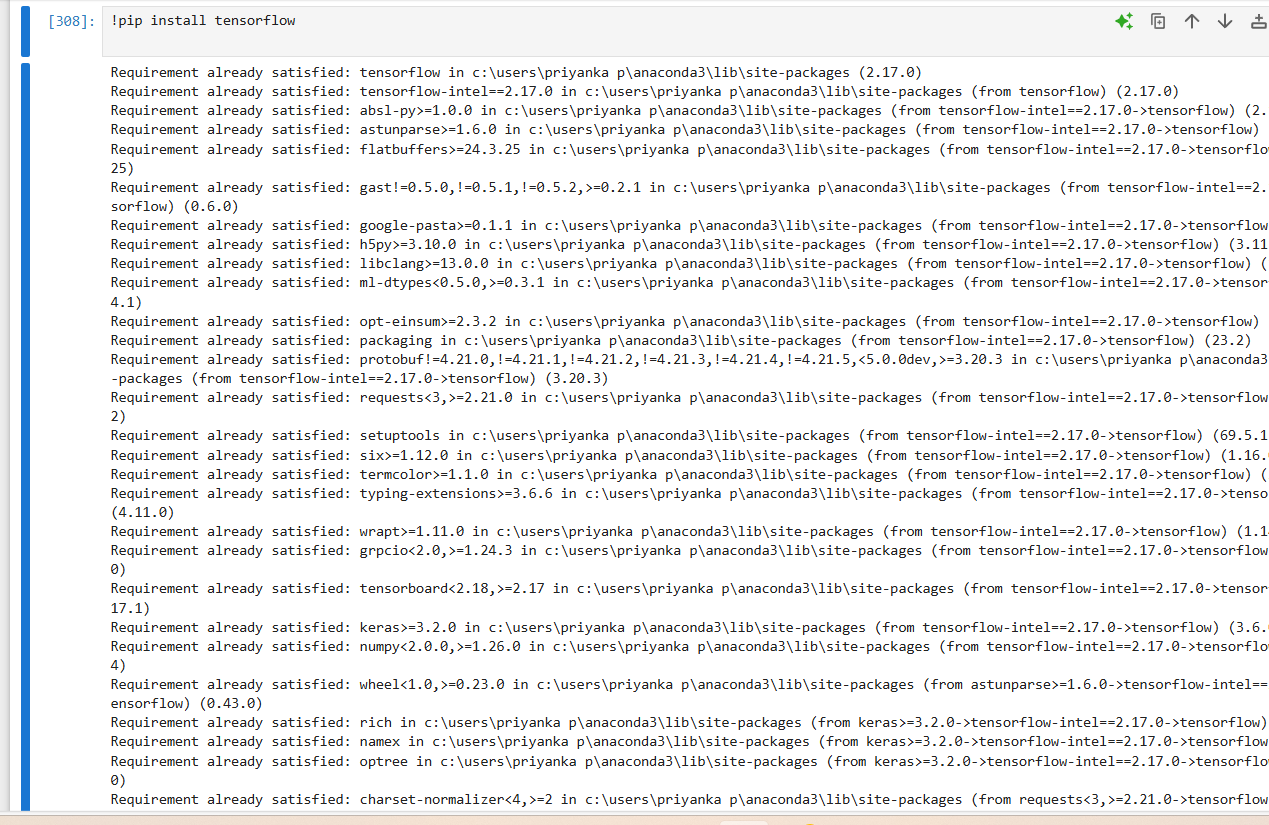 [308]: !pip install tensorflow
Requirement already satisfied: tensorflow in c:\users\priyanka p\anaconda3\lib\site-packages (2.17.0)
Requirement already satisfied: tensorflow-intel==2.17.0 in c:\users\priyanka p\anaconda3\lib\site-packages (from tensorflow) (2.17.0)
Requirement already satisfied: absl-py>=1.0.0 in c:\users\priyanka p\anaconda3\lib\site-packages (from tensorflow-intel==2.17.0->tensorflow) (2.
Requirement already satisfied: astunparse>=1.6.0 in c:\users\priyanka p\anaconda3\lib\site-packages (from tensorflow-intel==2.17.0->tensorflow)
Requirement already satisfied: flatbuffers>=24.3.25 in c:\users\priyanka p\anaconda3\lib\site-packages (from tensorflow-intel==2.17.0->tensorflo
25)
Requirement already satisfied: gast!=0.5.0,!=0.5.1,!=0.5.2,>=0.2.1 in c:\users\priyanka p\anaconda3\lib\site-packages (from tensorflow-intel==2.
sorflow) (0.6.0)
Requirement already satisfied: google-pasta>=0.1.1 in c:\users\priyanka p\anaconda3\lib\site-packages (from tensorflow-intel==2.17.0->tensorflow
Requirement already satisfied: h5py>=3.10.0 in c:\users\priyanka p\anaconda3\lib\site-packages (from tensorflow-intel==2.17.0->tensorflow) (3.11
Requirement already satisfied: libclang>=13.0.0 in c:\users\priyanka p\anaconda3\lib\site-packages (from tensorflow-intel==2.17.0->tensorflow) (
Requirement already satisfied: ml-dtypes<0.5.0,>=0.3.1 in c:\users\priyanka p\anaconda3\lib\site-packages (from tensorflow-intel==2.17.0->tensor
4.1)
Requirement already satisfied: opt-einsum>=2.3.2 in c:\users\priyanka p\anaconda3\lib\site-packages (from tensorflow-intel==2.17.0->tensorflow)
Requirement already satisfied: packaging in c:\users\priyanka p\anaconda3\lib\site-packages (from tensorflow-intel==2.17.0->tensorflow) (23.2)
Requirement already satisfied: protobuf!=4.21.0,!=4.21.1,!=4.21.2,!=4.21.3,!=4.21.4,!=4.21.5,<5.0.0dev,>=3.20.3 in c:\users\priyanka p\anaconda3
-packages (from tensorflow-intel==2.17.0->tensorflow) (3.20.3)
Requirement already satisfied: requests<3,>=2.21.0 in c:\users\priyanka p\anaconda3\lib\site-packages (from tensorflow-intel==2.17.0->tensorflow
2)
Requirement already satisfied: setuptools in c:\users\priyanka p\anaconda3\lib\site-packages (from tensorflow-intel==2.17.0->tensorflow) (69.5.1
Requirement already satisfied: six>=1.12.0 in c:\users\priyanka p\anaconda3\lib\site-packages (from tensorflow-intel==2.17.0->tensorflow) (1.16.
Requirement already satisfied: termcolor>=1.1.0 in c:\users\priyanka p\anaconda3\lib\site-packages (from tensorflow-intel==2.17.0->tensorflow) (
Requirement already satisfied: typing-extensions>=3.6.6 in c:\users\priyanka p\anaconda3\lib\site-packages (from tensorflow-intel==2.17.0->tenso
(4.11.0)
Requirement already satisfied: wrapt>=1.11.0 in c:\users\priyanka p\anaconda3\lib\site-packages (from tensorflow-intel==2.17.0->tensorflow) (1.1
Requirement already satisfied: grpcio<2.0,>=1.24.3 in c:\users\priyanka p\anaconda3\lib\site-packages (from tensorflow-intel==2.17.0->tensorflow
0)
Requirement already satisfied: tensorboard<2.18,>=2.17 in c:\users\priyanka p\anaconda3\lib\site-packages (from tensorflow-intel==2.17.0->tensor
17.1)
Requirement already satisfied: keras>=3.2.0 in c:\users\priyanka p\anaconda3\lib\site-packages (from tensorflow-intel==2.17.0->tensorflow) (3.6.
Requirement already satisfied: numpy<2.0.0,>=1.26.0 in c:\users\priyanka p\anaconda3\lib\site-packages (from tensorflow-intel==2.17.0->tensorflo
4)
Requirement already satisfied: wheel<1.0,>=0.23.0 in c:\users\priyanka p\anaconda3\lib\site-packages (from astunparse>=1.6.0->tensorflow-intel==
ensorflow) (0.43.0)
Requirement already satisfied: rich in c:\users\priyanka p\anaconda3\lib\site-packages (from keras>=3.2.0->tensorflow-intel==2.17.0->tensorflow)
Requirement already satisfied: namex in c:\users\priyanka p\anaconda3\lib\site-packages (from keras>=3.2.0->tensorflow-intel==2.17.0->tensorflow
Requirement already satisfied: optree in c:\users\priyanka p\anaconda3\lib\site-packages (from keras>=3.2.0->tensorflow-intel==2.17.0->tensorflo
0)
Requirement already satisfied: charset-normalizer<4,>=2 in c:\users\priyanka p\anaconda3\lib\site-packages (from requests<3,>=2.21.0->tensorflow